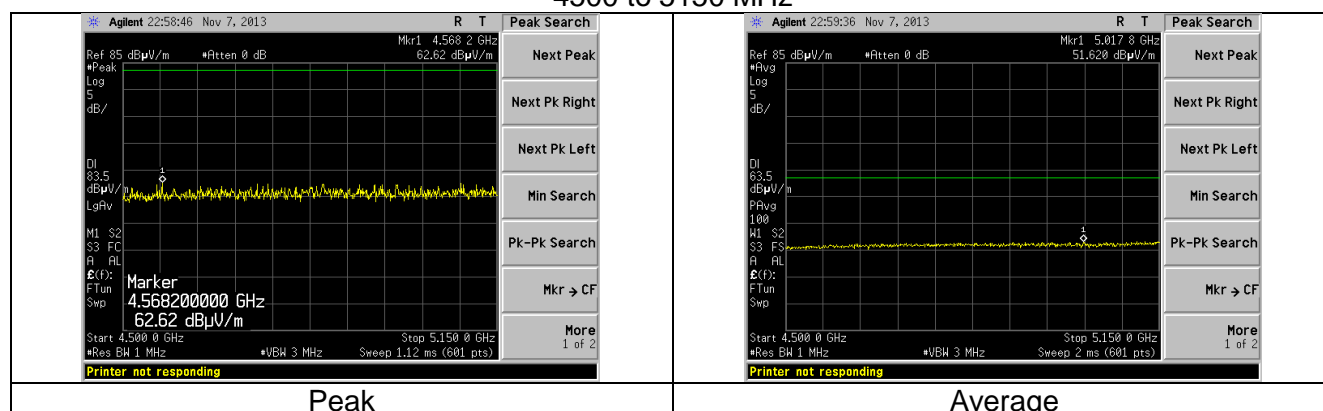 4500 to 5150 MHz
Agilent 22:58:46 Nov 7, 2013 R T
Peak Search
Mkr1 4.568 2 GHz
Ref 85 dBµV/m #Atten 0 dB 62.62 dBµV/m
#Peak
Log
5
dB/
DI
83.5
dBµV/m
LgAv
M1 S2
S3 FC
A AL
£(f):
FTun
Swp
1
Marker
4.568200000 GHz
62.62 dBµV/m
Start 4.500 0 GHz Stop 5.150 0 GHz
#Res BW 1 MHz #VBW 3 MHz Sweep 1.12 ms (601 pts)
Printer not responding
Next Peak
Next Pk Right
Next Pk Left
Min Search
Pk-Pk Search
Mkr → CF
More
1 of 2
Peak
Agilent 22:59:36 Nov 7, 2013 R T
Peak Search
Mkr1 5.017 8 GHz
Ref 85 dBµV/m #Atten 0 dB 51.620 dBµV/m
#Avg
Log
5
dB/
DI
63.5
dBµV/m
PAvg
100
W1 S2
S3 FS
A AL
£(f):
FTun
Swp
1
Start 4.500 0 GHz Stop 5.150 0 GHz
#Res BW 1 MHz #VBW 3 MHz Sweep 2 ms (601 pts)
Printer not responding
Next Peak
Next Pk Right
Next Pk Left
Min Search
Pk-Pk Search
Mkr → CF
More
1 of 2
Average